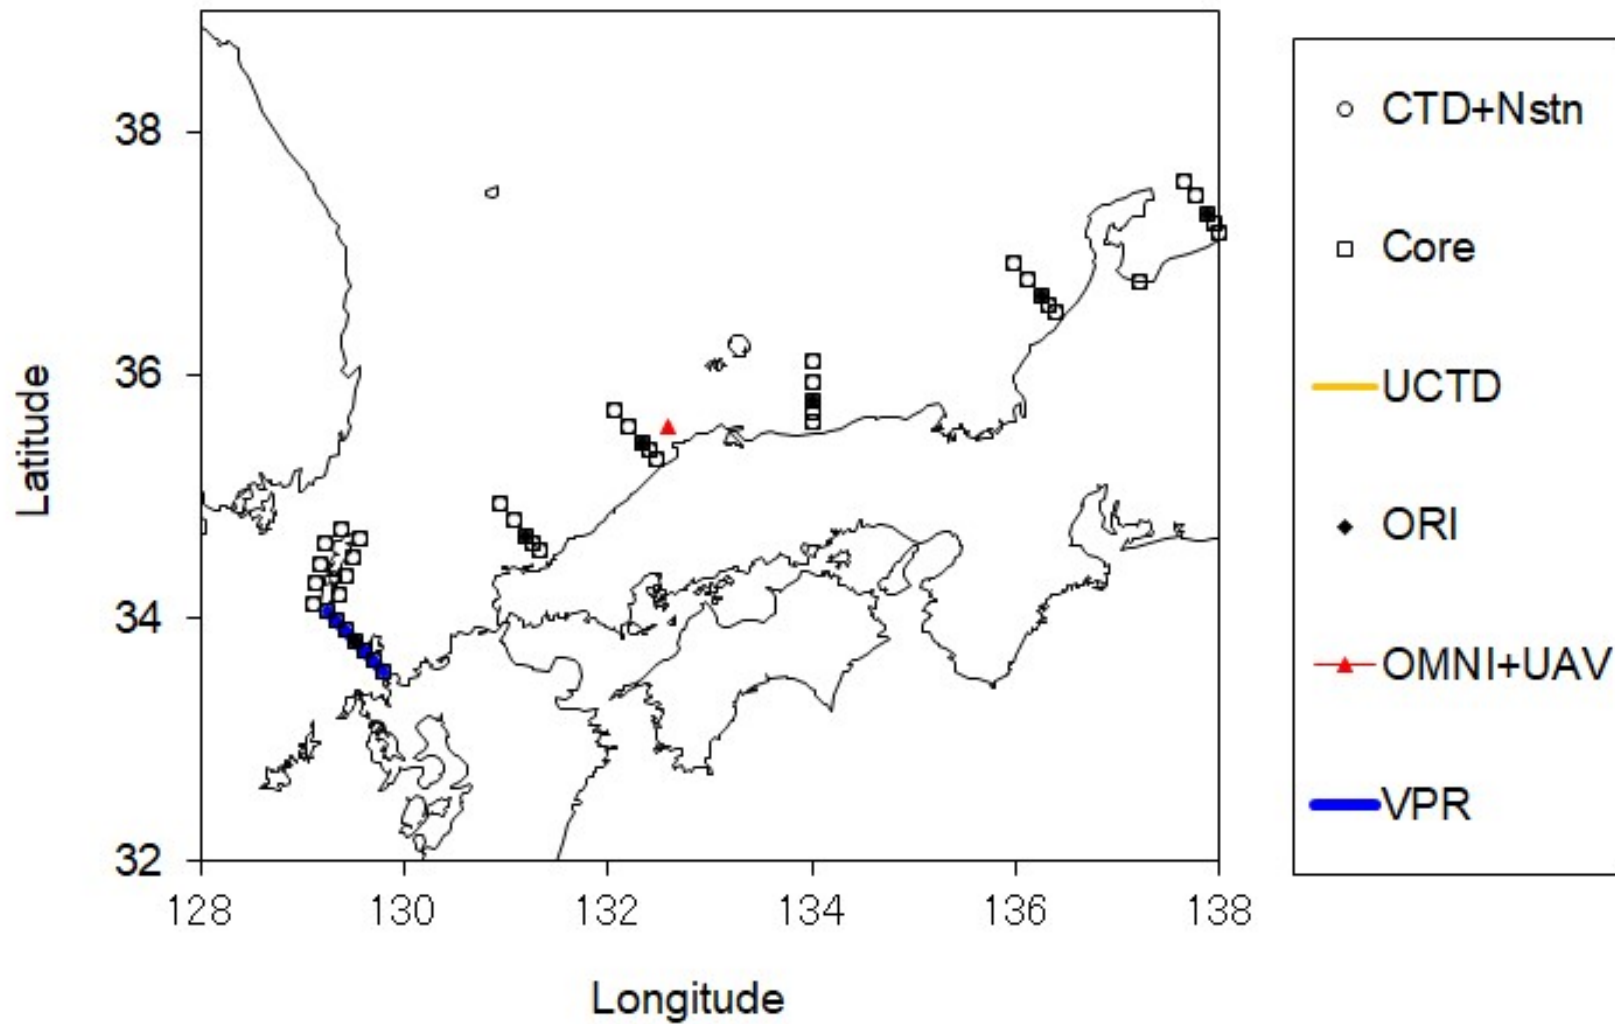 38
36
34
32
128
130
132
134
136
138
Latitude
Longitude
CTD+Nstn
Core
UCTD
ORI
OMNI+UAV
VPR